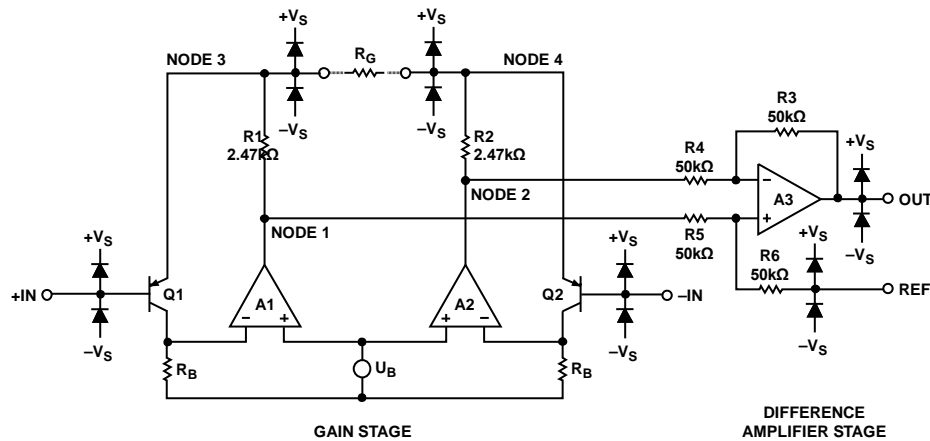 +VS
+VS
RG
NODE 3
NODE 4
−VS
−VS
R3
50kΩ
R1
2.47kΩ
R2
2.47kΩ
R4
50kΩ
+VS
−
A3
+
OUT
NODE 2
NODE 1
R5
50kΩ
−VS
+VS
+VS
+VS
R6
50kΩ
REF
+IN
Q1
A1
− +
A2
+ −
Q2
−IN
−VS
−VS
−VS
RB
UB
RB
GAIN STAGE
DIFFERENCE
AMPLIFIER STAGE